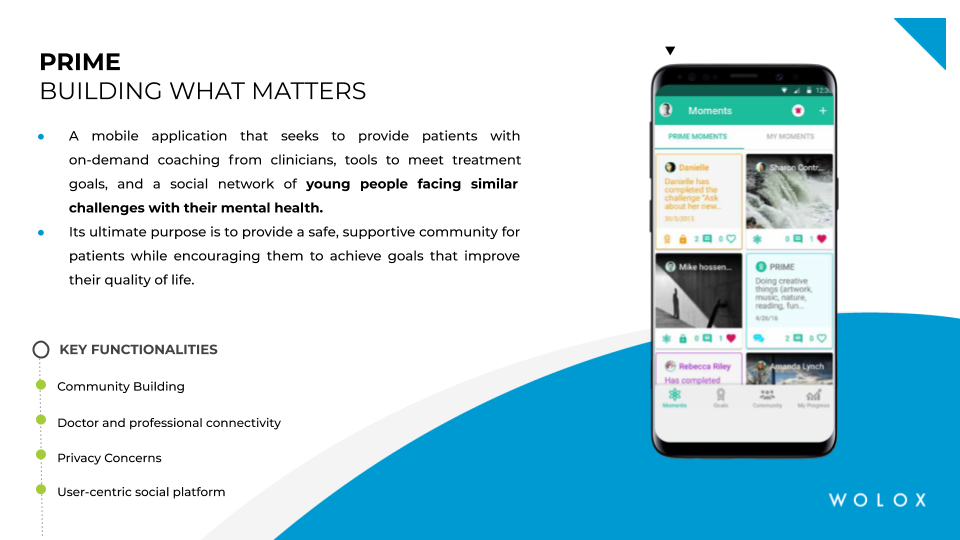 PRIME
BUILDING WHAT MATTERS
A mobile application that seeks to provide patients with
on-demand coaching from clinicians, tools to meet treatment
goals, and a social network of young people facing similar
challenges with their mental health.
Its ultimate purpose is to provide a safe, supportive community for
patients while encouraging them to achieve goals that improve
their quality of life.
KEY FUNCTIONALITIES
Community Building
Doctor and professional connectivity
Privacy Concerns
User-centric social platform
Moments
+
PRIME MOMENTS
MY MOMENTS
Danielle
Danielle has
completed the
challenge "Ask
about her new...
30/5/2015
2
0
Sharon Contr...
0
1
Mike hossen...
0
1
PRIME
Doing creative
things (artwork,
music, nature,
reading, fun...
4/26/16
2
0
Rebecca Riley
Has completed
Amanda Lynch
Moments
Goals
Community
My Progress
WOLOX